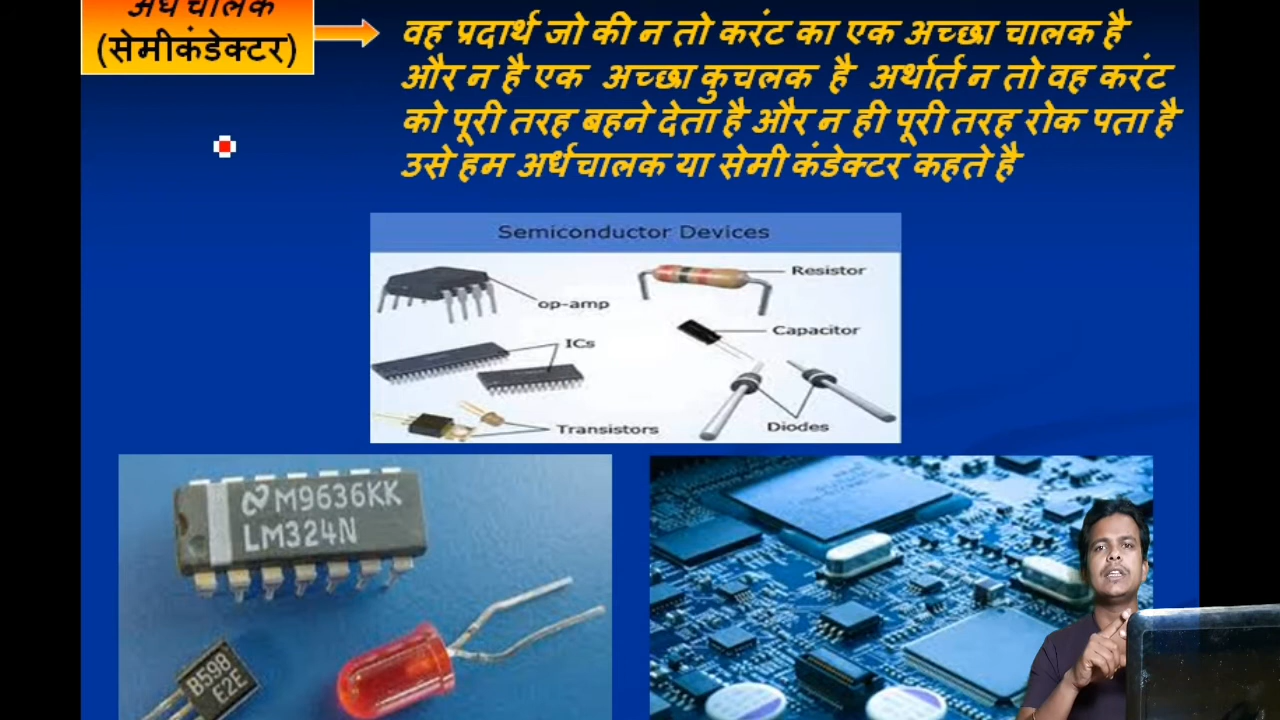 अर्ध चालक
(सेमीकंडेक्टर)
वह प्रदार्थ जो की न तो करंट का एक अच्छा चालक है
और न है एक अच्छा कुचलक है अर्थार्त न तो वह करंट
को पूरी तरह बहने देता है और न ही पूरी तरह रोक पता है
उसे हम अर्धचालक या सेमी कंडेक्टर कहते है
Semiconductor Devices
Resistor
op-amp
Capacitor
ICs
Transistors
Diodes
M9636KK
LM324N
B598
E2E